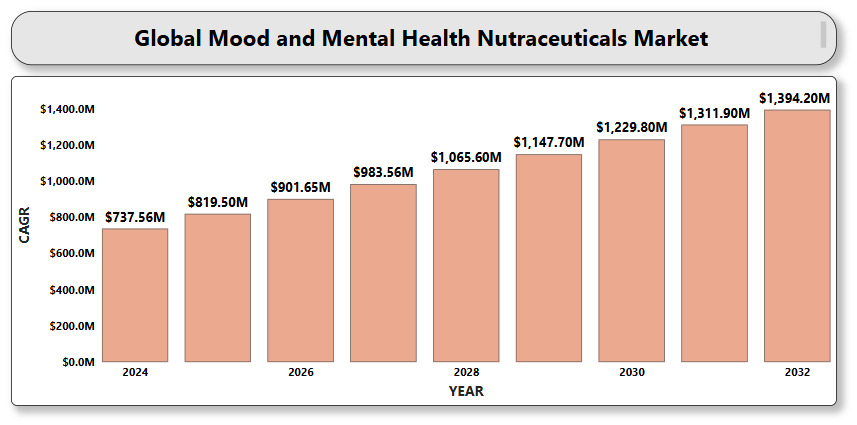 Global Mood and Mental Health Nutraceuticals Market
$1,394.20M
$1,400.0M
$1,311.90M
$1,229.80M
$1,200.0M
$1,147.70M
$1,065.60M
$1,000.0M
$983.56M
$901.65M
$819.50M
$800.0M
$737.56M
CAGR
$600.0M
$400.0M
$200.0M
$0.0M
2024 2026 2028 2030 2032
YEAR